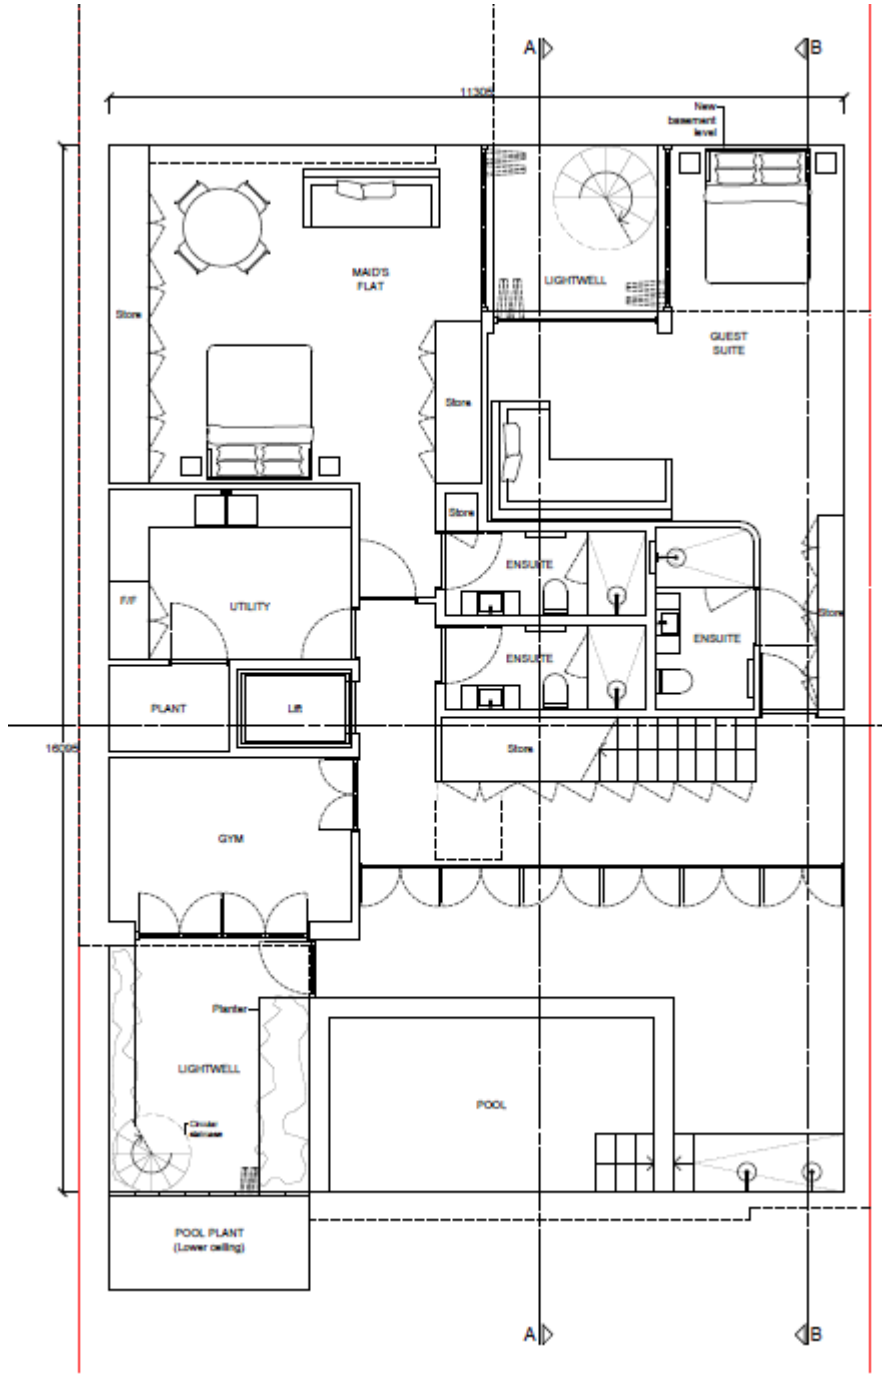 A
B
11305
New
basement
level
MAID'S
FLAT
LIGHTWELL
Store
GUEST
SUITE
Store
Store
ENSUITE
F/F
UTILITY
Store
ENSUITE
ENSUITE
PLANT
Lift
16095
Store
GYM
Planter
LIGHTWELL
POOL
Circular
staircase
POOL PLANT
(Lower ceiling)
A
B